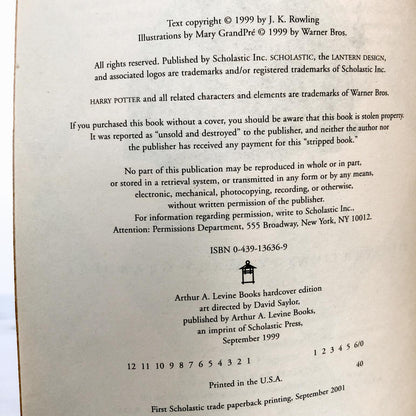 Text copyright © 1999 by J. K. Rowling
Illustrations by Mary GrandPré © 1999 by Warner Bros.
All rights reserved. Published by Scholastic Inc. SCHOLASTIC, the LANTERN DESIGN,
and associated logos are trademarks and/or registered trademarks of Scholastic Inc.
HARRY POTTER and all related characters and elements are trademarks of Warner Bros.
If you purchased this book without a cover, you should be aware that this book is stolen property.
It was reported as "unsold and destroyed" to the publisher, and neither the author nor
the publisher has received any payment for this "stripped book."
No part of this publication may be reproduced in whole or in part,
or stored in a retrieval system, or transmitted in any form or by any means,
electronic, mechanical, photocopying, recording, or otherwise,
without written permission of the publisher.
For information regarding permission, write to Scholastic Inc.,
Attention: Permissions Department, 555 Broadway, New York, NY 10012.
ISBN 0-439-13636-9
Arthur A. Levine Books hardcover edition
art directed by David Saylor,
published by Arthur A. Levine Books,
an imprint of Scholastic Press,
September 1999
12 11 10 9 8 7 6 5 4 3 2 1 1 2 3 4 5 6/0
40
Printed in the U.S.A.
First Scholastic trade paperback printing, September 2001